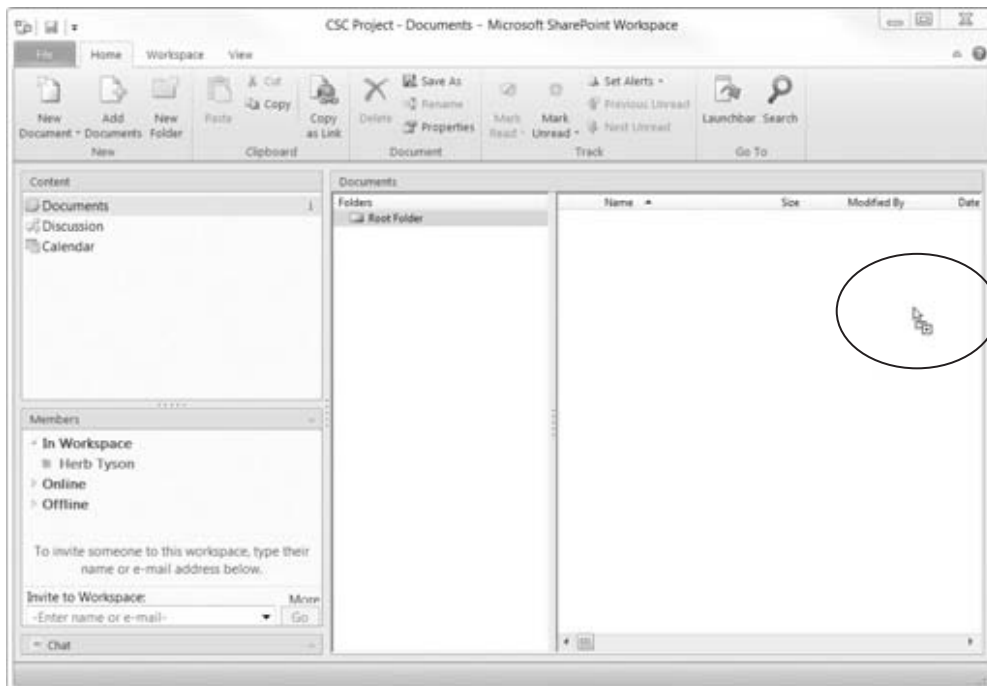 CSC Project - Documents - Microsoft SharePoint Workspace
File Home Workspace View
New Document Add Documents New Folder
New
Paste Cut Copy Copy as Link
Clipboard
Delete Save As Rename Properties
Document
Mark Read Mark Unread Set Alerts Previous Unread Next Unread
Track
Launchbar Search
Go To
Content
Documents 1
Discussion
Calendar
Members
In Workspace
Herb Tyson
Online
Offline
To invite someone to this workspace, type their
name or e-mail address below.
Invite to Workspace: More
-Enter name or e-mail- Go
Chat
Documents
Folders
Root Folder
Name Size Modified By Date